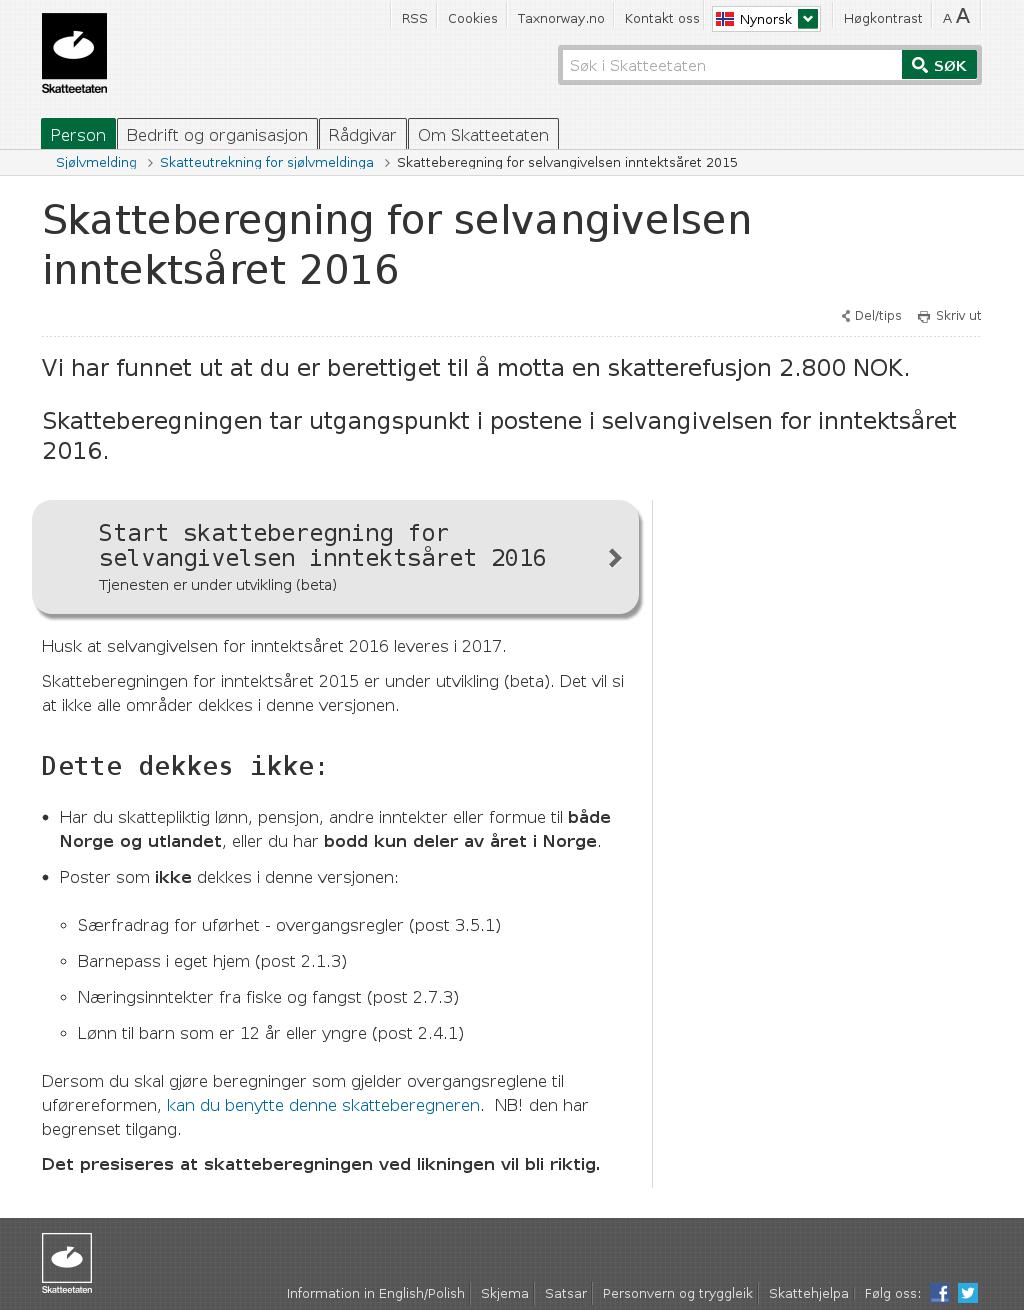 RSS Cookies Taxnorway.no Kontakt oss Nynorsk Høgkontrast A A
Skatteetaten
Søk i Skatteetaten SØK
Person Bedrift og organisasjon Rådgivar Om Skatteetaten
Sjølvmelding > Skatteutrekning for sjølvmeldinga > Skatteberegning for selvangivelsen inntektsåret 2015
Skatteberegning for selvangivelsen
inntektsåret 2016
Del/tips Skriv ut
Vi har funnet ut at du er berettiget til å motta en skatterefusjon 2.800 NOK.
Skatteberegningen tar utgangspunkt i postene i selvangivelsen for inntektsåret
2016.
Start skatteberegning for
selvangivelsen inntektsåret 2016
Tjenesten er under utvikling (beta)
Husk at selvangivelsen for inntektsåret 2016 leveres i 2017.
Skatteberegningen for inntektsåret 2015 er under utvikling (beta). Det vil si
at ikke alle områder dekkes i denne versjonen.
Dette dekkes ikke:
• Har du skattepliktig lønn, pensjon, andre inntekter eller formue til både
Norge og utlandet, eller du har bodd kun deler av året i Norge.
• Poster som ikke dekkes i denne versjonen:
◦ Særfradrag for uførhet - overgangsregler (post 3.5.1)
◦ Barnepass i eget hjem (post 2.1.3)
◦ Næringsinntekter fra fiske og fangst (post 2.7.3)
◦ Lønn til barn som er 12 år eller yngre (post 2.4.1)
Dersom du skal gjøre beregninger som gjelder overgangsreglene til
uførereformen, kan du benytte denne skatteberegneren. NB! den har
begrenset tilgang.
Det presiseres at skatteberegningen ved likningen vil bli riktig.
Skatteetaten
Information in English/Polish Skjema Satsar Personvern og tryggleik Skattehjelpa Følg oss: